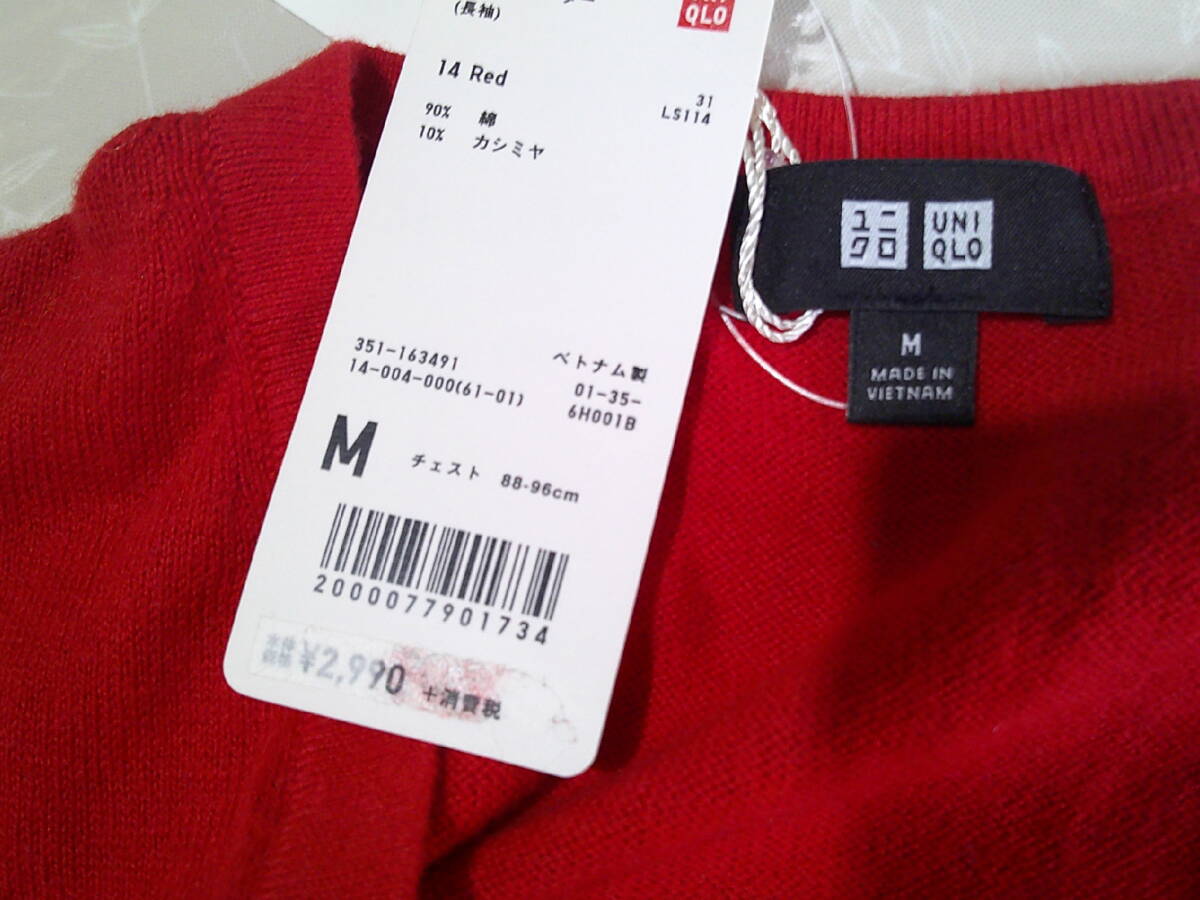 (長袖)
QLO
14 Red
31
LS114
90% 綿
10% カシミヤ
351-163491
14-004-000(61-01)
ベトナム製
01-35-
6H001B
M チェスト 88-96cm
2000077901734
¥2,990 +消費税
ユニ
クロ
UNI
QLO
M
MADE IN
VIETNAM